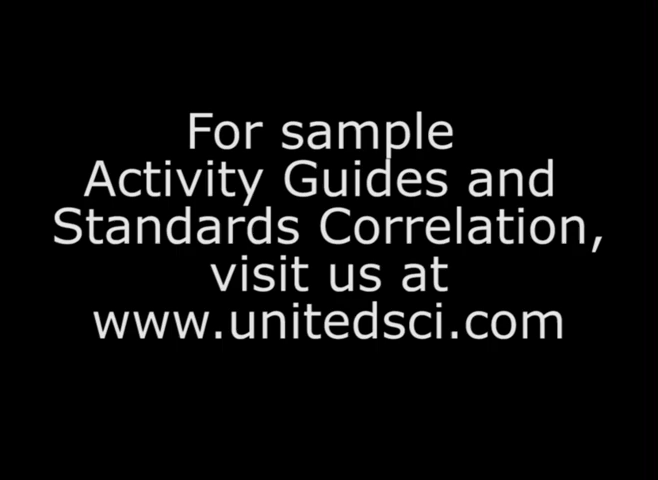 For sample
Activity Guides and
Standards Correlation,
visit us at
www.unitedsci.com